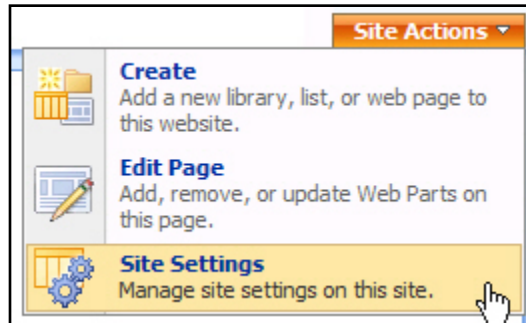 Site Actions
Create
Add a new library, list, or web page to
this website.
Edit Page
Add, remove, or update Web Parts on
this page.
Site Settings
Manage site settings on this site.